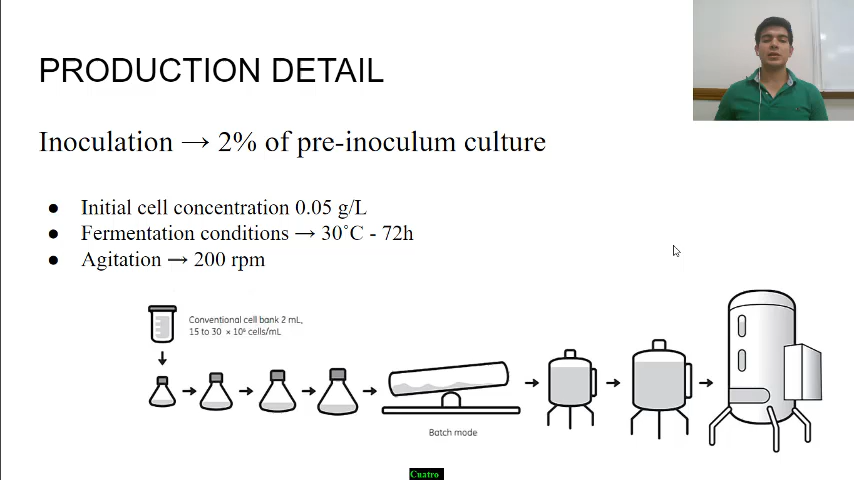 PRODUCTION DETAIL
Inoculation → 2% of pre-inoculum culture
● Initial cell concentration 0.05 g/L
● Fermentation conditions → 30˚C - 72h
● Agitation → 200 rpm
Conventional cell bank 2 mL,
15 to 30 × 10⁶ cells/mL
Batch mode
Cuatro